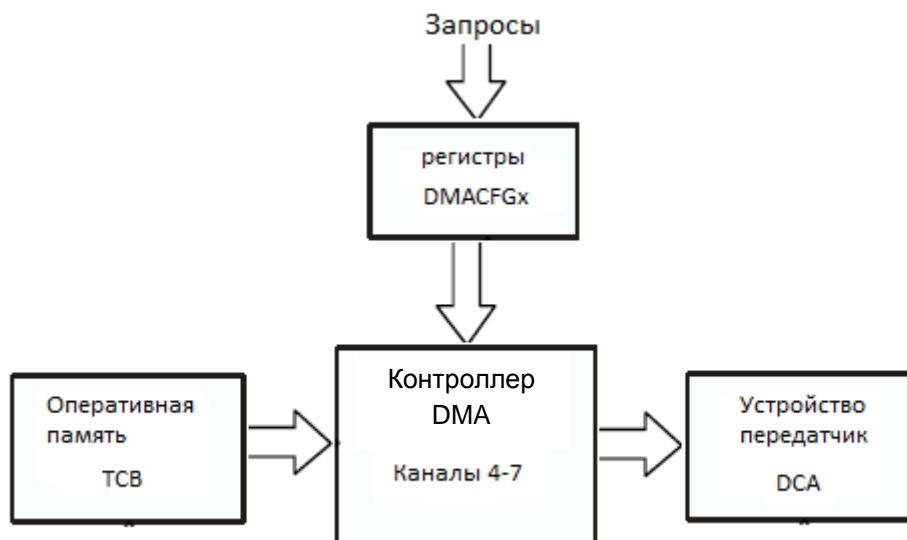 Запросы
регистры
DMACFGx
Оперативная
память
TCB
Контроллер
DMA
Каналы 4-7
Устройство
передатчик
DCA